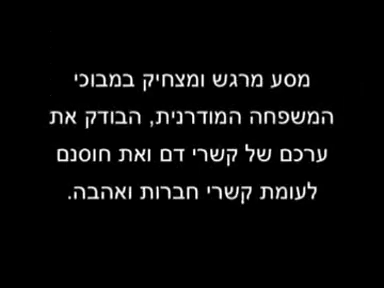 מסע מרגש ומצחיק במבוכי
המשפחה המודרנית, הבודק את
ערכם של קשרי דם ואת חוסנם
לעומת קשרי חברות ואהבה.